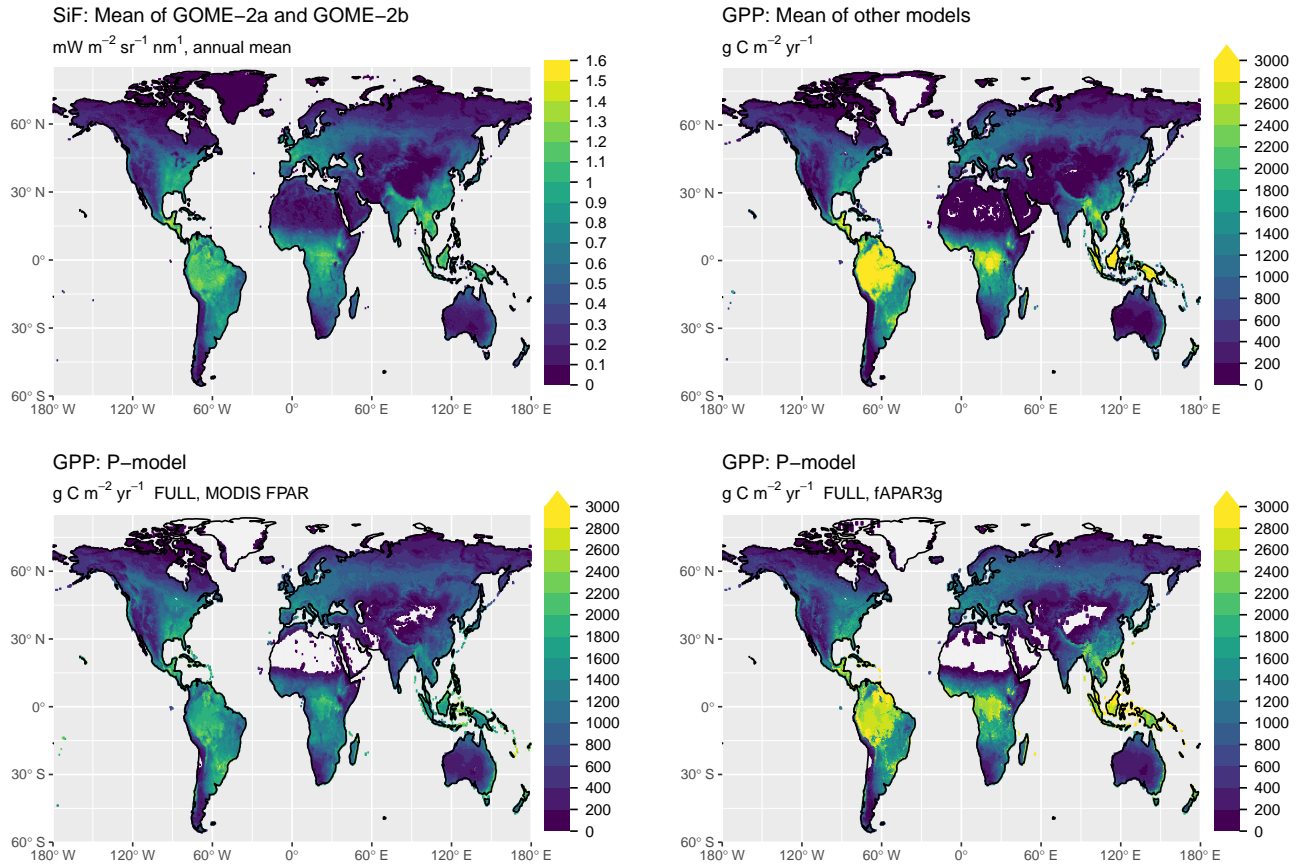 SiF: Mean of GOME−2a and GOME−2b
mW m⁻² sr⁻¹ nm¹, annual mean
1.6
1.5
1.4
1.2
1.1
1
0.9
0.8
0.7
0.6
0.5
0.4
0.3
0.2
0.1
0
60° N
30° N
0°
30° S
60° S
180° W 120° W 60° W 0° 60° E 120° E 180° E
GPP: Mean of other models
g C m⁻² yr⁻¹
3000
2800
2600
2400
2200
2000
1800
1600
1400
1200
1000
800
600
400
200
0
60° N
30° N
0°
30° S
60° S
180° W 120° W 60° W 0° 60° E 120° E 180° E
GPP: P−model
g C m⁻² yr⁻¹ FULL, MODIS FPAR
3000
2800
2600
2400
2200
2000
1800
1600
1400
1200
1000
800
600
400
200
0
60° N
30° N
0°
30° S
60° S
180° W 120° W 60° W 0° 60° E 120° E 180° E
GPP: P−model
g C m⁻² yr⁻¹ FULL, fAPAR3g
3000
2800
2600
2400
2200
2000
1800
1600
1400
1200
1000
800
600
400
200
0
60° N
30° N
0°
30° S
60° S
180° W 120° W 60° W 0° 60° E 120° E 180° E